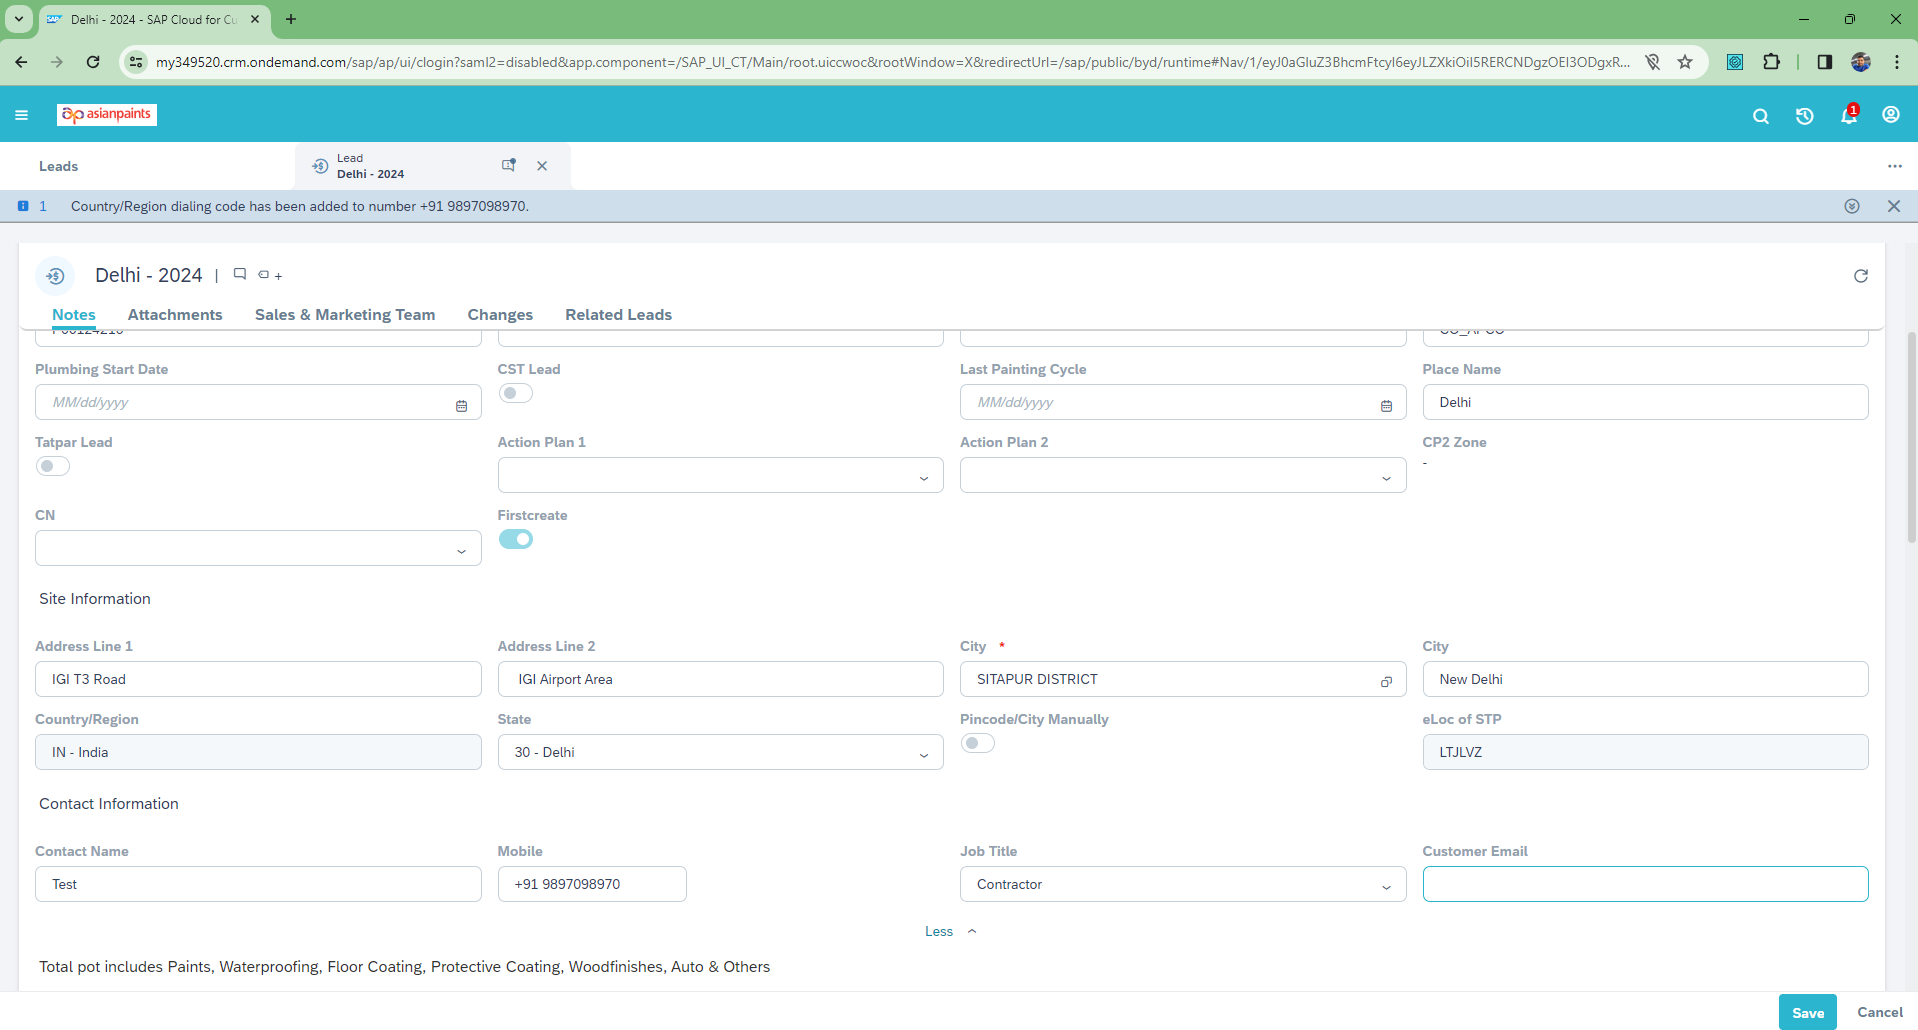 Delhi - 2024 - SAP Cloud for Cu
my349520.crm.ondemand.com/sap/ap/ui/clogin?saml2=disabled&app.component=/SAP_UI_CT/Main/root.uiccwoc&rootWindow=X&redirectUrl=/sap/public/byd/runtime#Nav/1/eyJ0aGluZ3BhcmFtcyI6eyJLZXkiOiI5RERCNDgzOEI3ODgxR...
asianpaints
1
Leads
Lead
Delhi - 2024
1 Country/Region dialing code has been added to number +91 9897098970.
Delhi - 2024 |
Notes Attachments Sales & Marketing Team Changes Related Leads
Plumbing Start Date CST Lead Last Painting Cycle Place Name
MM/dd/yyyy MM/dd/yyyy Delhi
Tatpar Lead Action Plan 1 Action Plan 2 CP2 Zone
-
CN Firstcreate
Site Information
Address Line 1 Address Line 2 City * City
IGI T3 Road IGI Airport Area SITAPUR DISTRICT New Delhi
Country/Region State Pincode/City Manually eLoc of STP
IN - India 30 - Delhi LTJLVZ
Contact Information
Contact Name Mobile Job Title Customer Email
Test +91 9897098970 Contractor
Less
Total pot includes Paints, Waterproofing, Floor Coating, Protective Coating, Woodfinishes, Auto & Others
Save Cancel